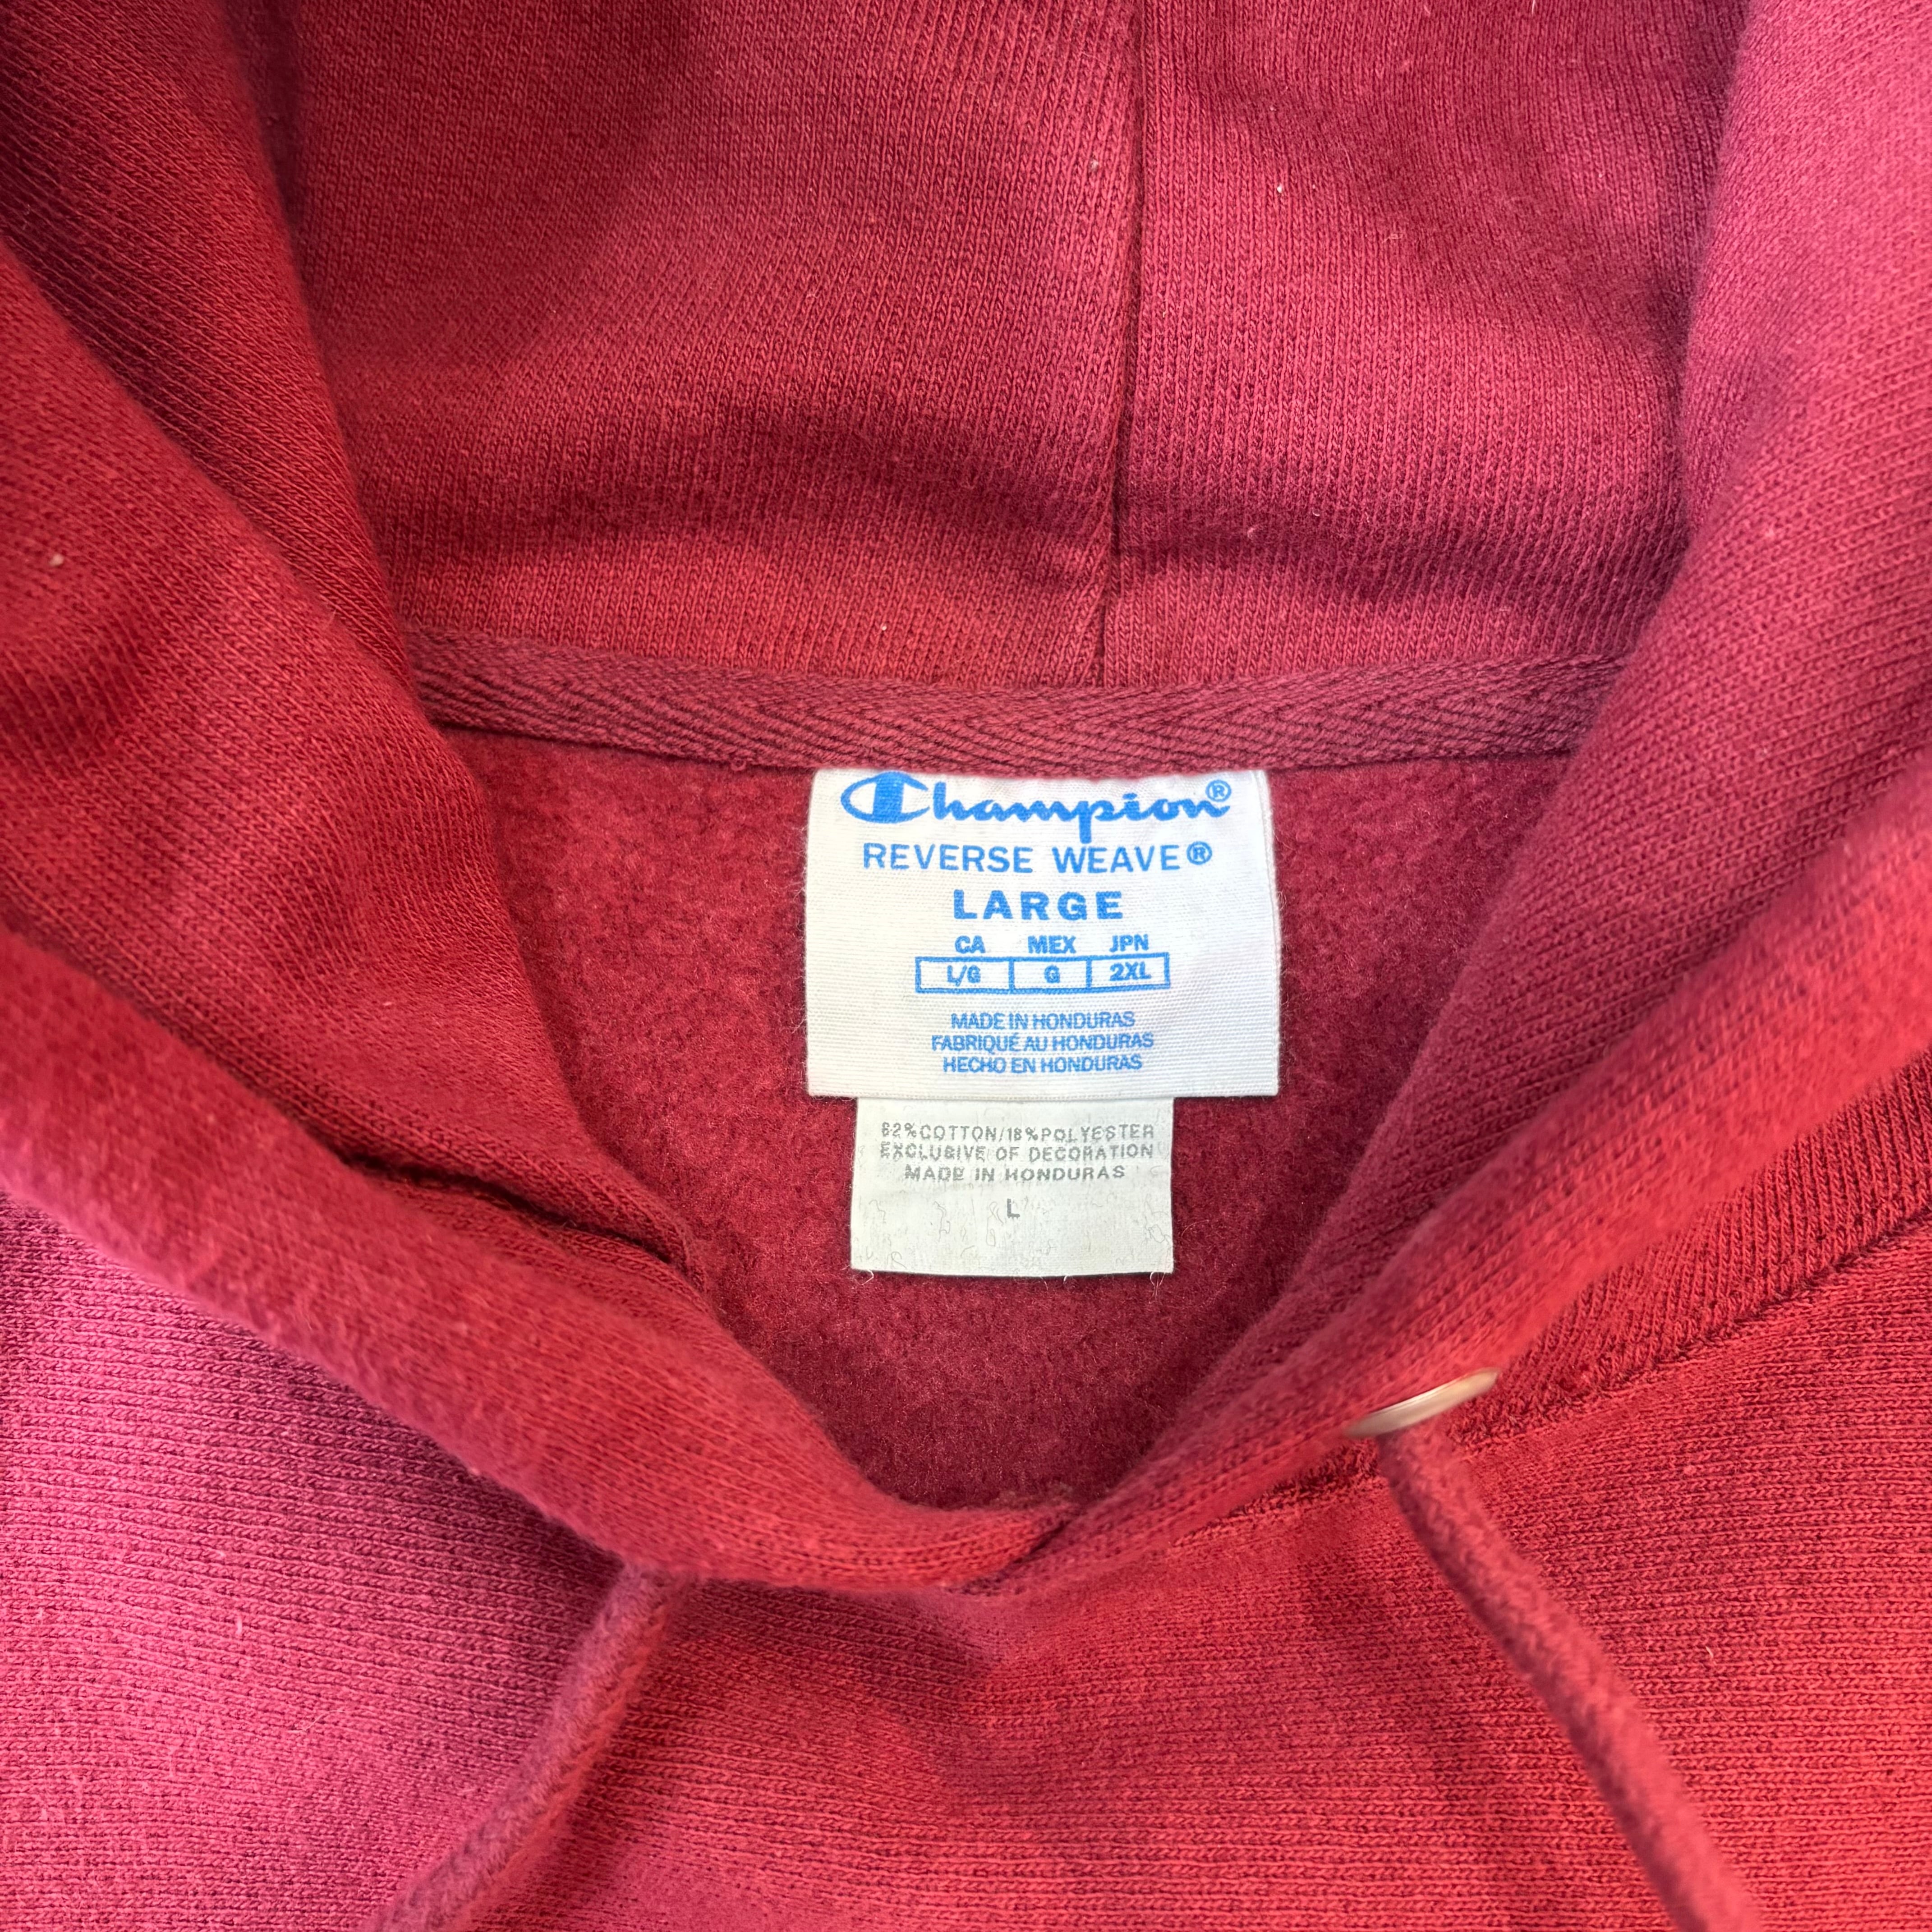 Champion®
REVERSE WEAVE®
LARGE
CA MEX JPN
L/G G 2XL
MADE IN HONDURAS
FABRIQUÉ AU HONDURAS
HECHO EN HONDURAS
82%COTTON/18%POLYESTER
EXCLUSIVE OF DECORATION
MADE IN HONDURAS
L